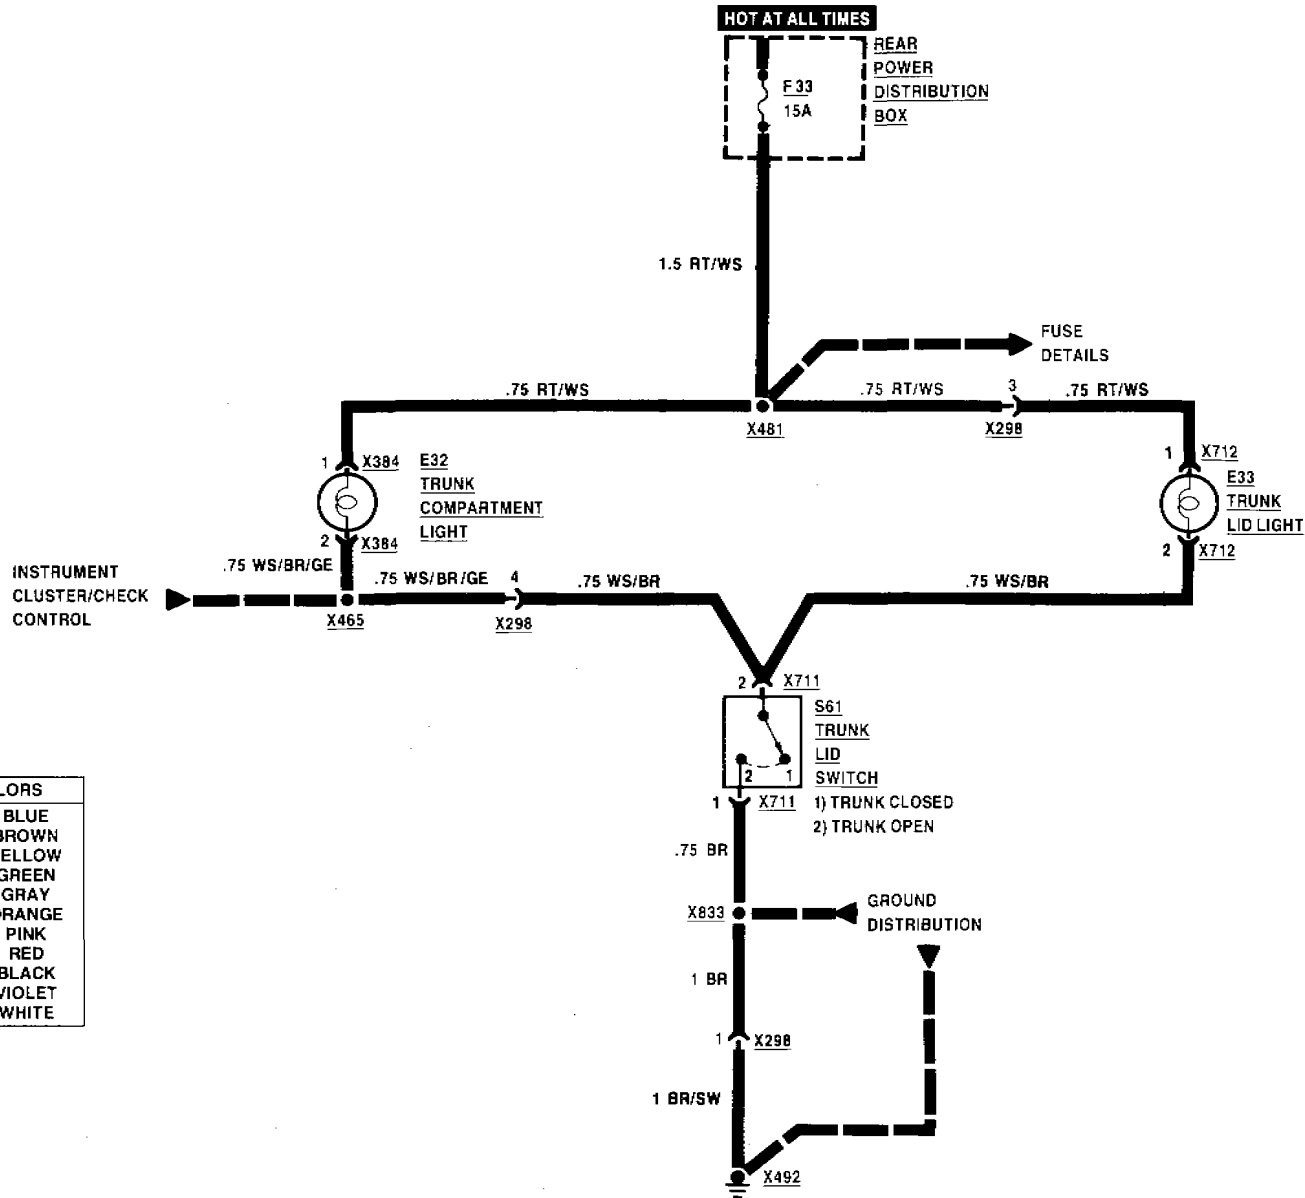 HOT AT ALL TIMES
REAR
POWER
DISTRIBUTION
BOX
F33
15A
1.5 RT/WS
FUSE
DETAILS
.75 RT/WS
.75 RT/WS
3
.75 RT/WS
X481
X298
1
X384
E32
TRUNK
COMPARTMENT
LIGHT
2
X384
1
X712
E33
TRUNK
LID LIGHT
2
X712
.75 WS/BR/GE
INSTRUMENT
CLUSTER/CHECK
CONTROL
.75 WS/BR/GE
4
.75 WS/BR
.75 WS/BR
X465
X298
2
X711
S61
TRUNK
LID
SWITCH
2
1
1) TRUNK CLOSED
2) TRUNK OPEN
1
X711
.75 BR
X833
GROUND
DISTRIBUTION
1 BR
1
X298
1 BR/SW
X492
LORS
BLUE
BROWN
ELLOW
GREEN
GRAY
ORANGE
PINK
RED
BLACK
VIOLET
WHITE